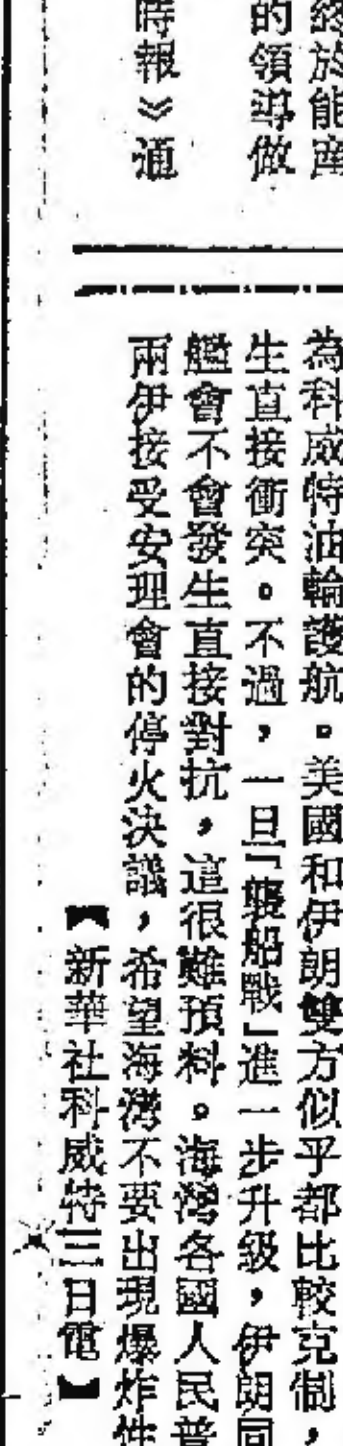 終於能產
的領導做
時報》通
為科威特油輪護航。美國和伊朗雙方似乎都比較克制，
生直接衝突。不過，一旦「襲船戰」進一步升級，伊朗同
艦會不會發生直接對抗，這很難預料。海灣各國人民普
兩伊接受安理會的停火決議，希望海灣不要出現爆炸性
【新華社科威特三日電】